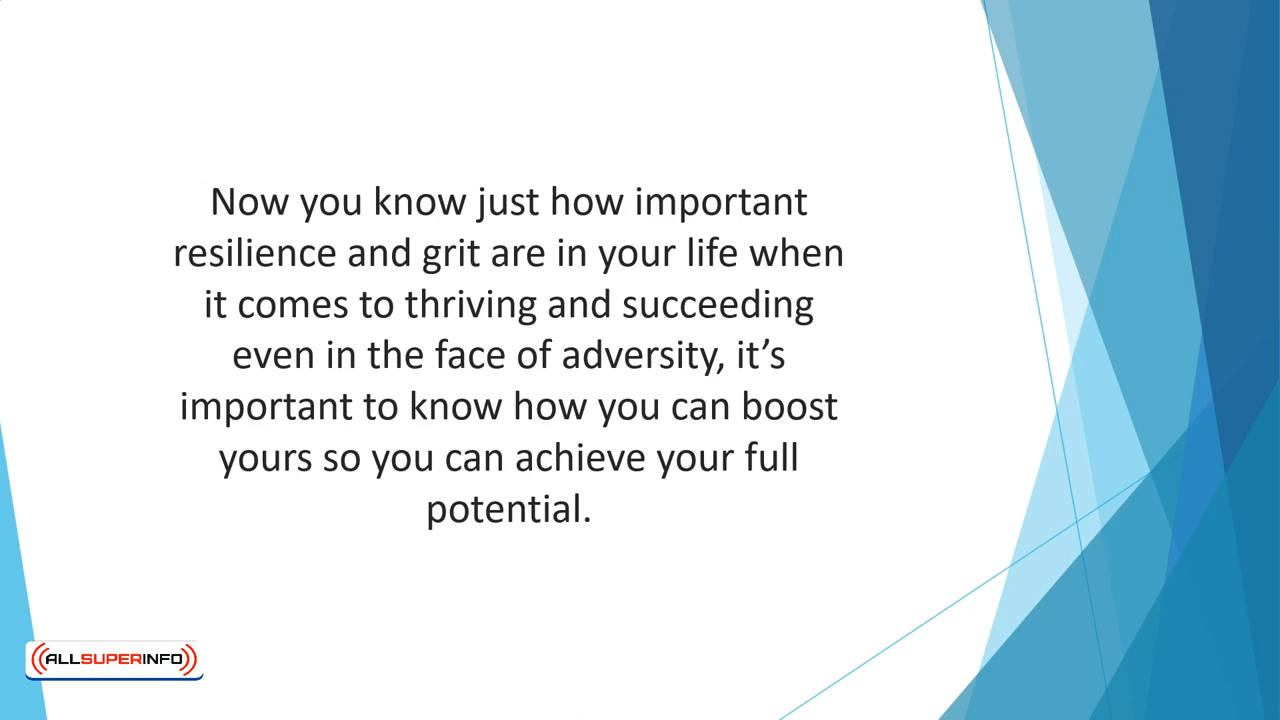 Now you know just how important
resilience and grit are in your life when
it comes to thriving and succeeding
even in the face of adversity, it’s
important to know how you can boost
yours so you can achieve your full
potential.
ALLSUPERINFO